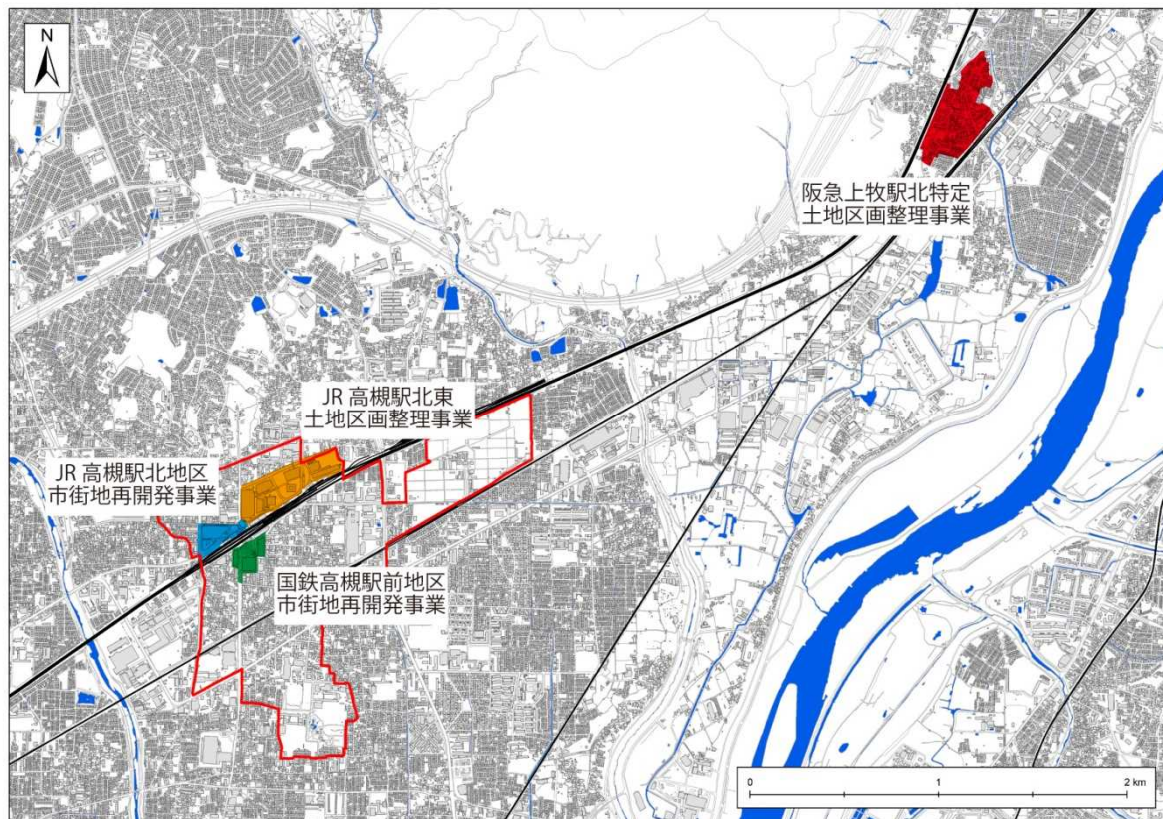 N
阪急上牧駅北特定
土地区画整理事業
JR 高槻駅北東
土地区画整理事業
JR 高槻駅北地区
市街地再開発事業
国鉄高槻駅前地区
市街地再開発事業
0 1 2 km